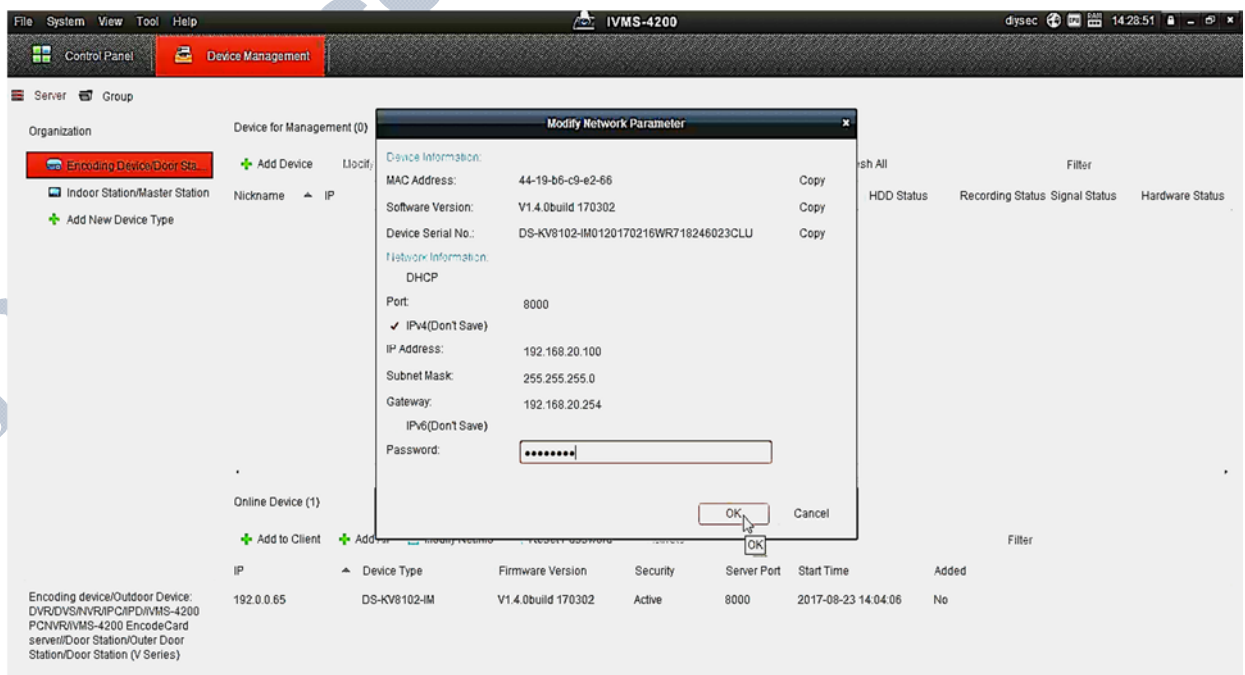 File System View Tool Help iVMS-4200 diysec 14:28:51
Control Panel Device Management
Server Group
Organization
Encoding Device/Door Sta...
Indoor Station/Master Station
Add New Device Type
Encoding device/Outdoor Device:
DVR/DVS/NVR/IPC/IPD/iVMS-4200
PCNVR/iVMS-4200 EncodeCard
server//Door Station/Outer Door
Station/Door Station (V Series)
Device for Management (0)
Add Device
Filter
Nickname IP HDD Status Recording Status Signal Status Hardware Status
Modify Network Parameter
Device Information:
MAC Address: 44-19-b6-c9-e2-66 Copy
Software Version: V1.4.0build 170302 Copy
Device Serial No.: DS-KV8102-IM0120170216WR718246023CLU Copy
Network Information:
DHCP
Port: 8000
IPv4(Don't Save)
IP Address: 192.168.20.100
Subnet Mask: 255.255.255.0
Gateway: 192.168.20.254
IPv6(Don't Save)
Password: ••••••••
OK Cancel
OK
Online Device (1)
Add to Client Filter
IP Device Type Firmware Version Security Server Port Start Time Added
192.0.0.65 DS-KV8102-IM V1.4.0build 170302 Active 8000 2017-08-23 14:04:06 No